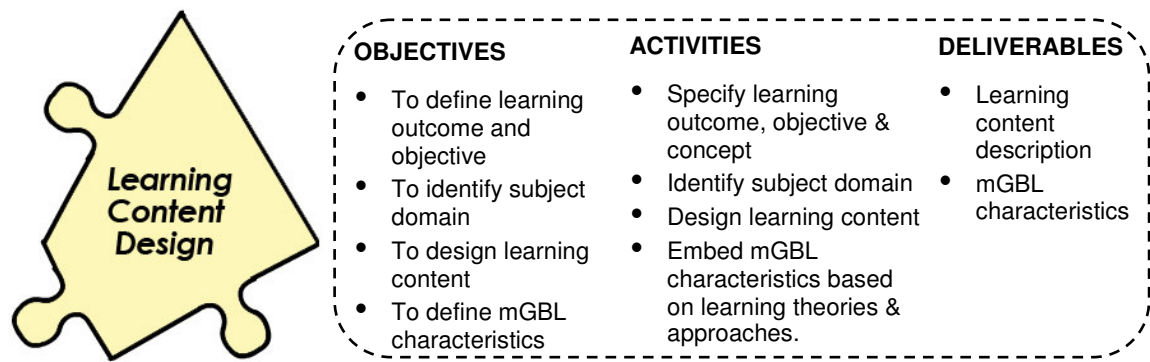 Learning
Content
Design
OBJECTIVES
• To define learning
outcome and
objective
• To identify subject
domain
• To design learning
content
• To define mGBL
characteristics
ACTIVITIES
• Specify learning
outcome, objective &
concept
• Identify subject domain
• Design learning content
• Embed mGBL
characteristics based
on learning theories &
approaches.
DELIVERABLES
• Learning
content
description
• mGBL
characteristics